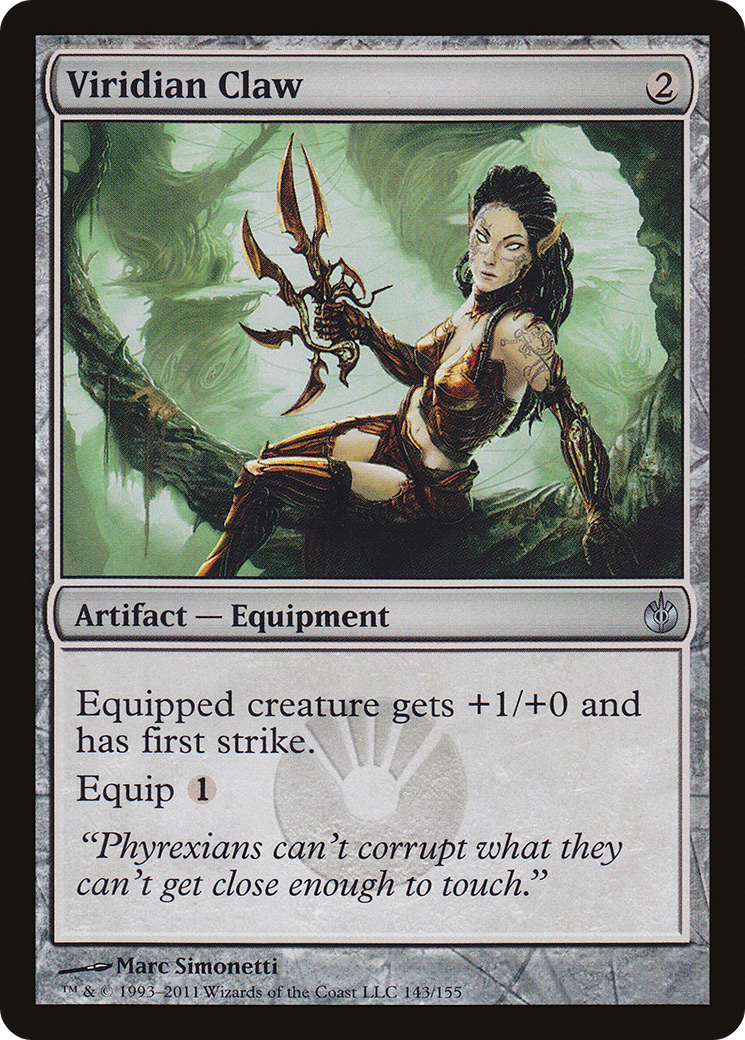 Viridian Claw 2
Artifact — Equipment
Equipped creature gets +1/+0 and
has first strike.
Equip 1
“Phyrexians can’t corrupt what they
can’t get close enough to touch.”
Marc Simonetti
™ & © 1993–2011 Wizards of the Coast LLC 143/155